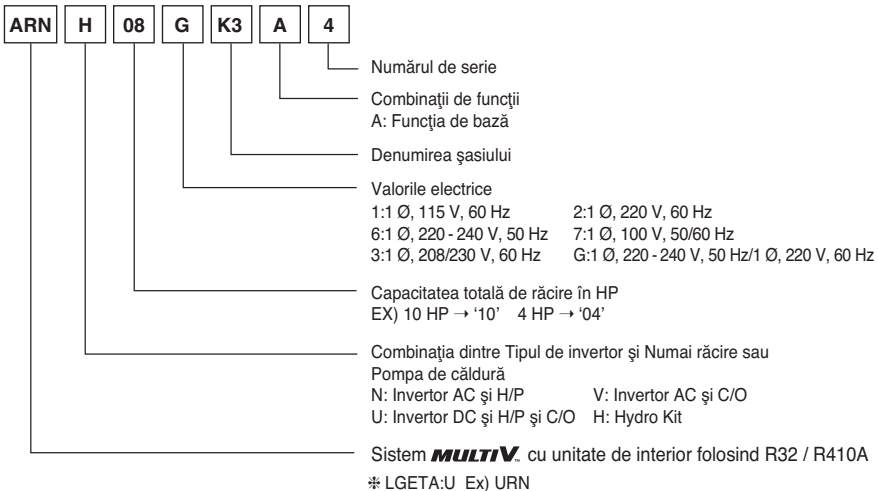 ARN H 08 G K3 A 4
Numărul de serie
Combinaţii de funcţii
A: Funcţia de bază
Denumirea şasiului
Valorile electrice
1:1 Ø, 115 V, 60 Hz 2:1 Ø, 220 V, 60 Hz
6:1 Ø, 220 - 240 V, 50 Hz 7:1 Ø, 100 V, 50/60 Hz
3:1 Ø, 208/230 V, 60 Hz G:1 Ø, 220 - 240 V, 50 Hz/1 Ø, 220 V, 60 Hz
Capacitatea totală de răcire în HP
EX) 10 HP → ‘10’ 4 HP → ‘04’
Combinaţia dintre Tipul de invertor şi Numai răcire sau
Pompa de căldură
N: Invertor AC şi H/P V: Invertor AC şi C/O
U: Invertor DC şi H/P şi C/O H: Hydro Kit
Sistem MULTI V™ cu unitate de interior folosind R32 / R410A
❉ LGETA:U Ex) URN